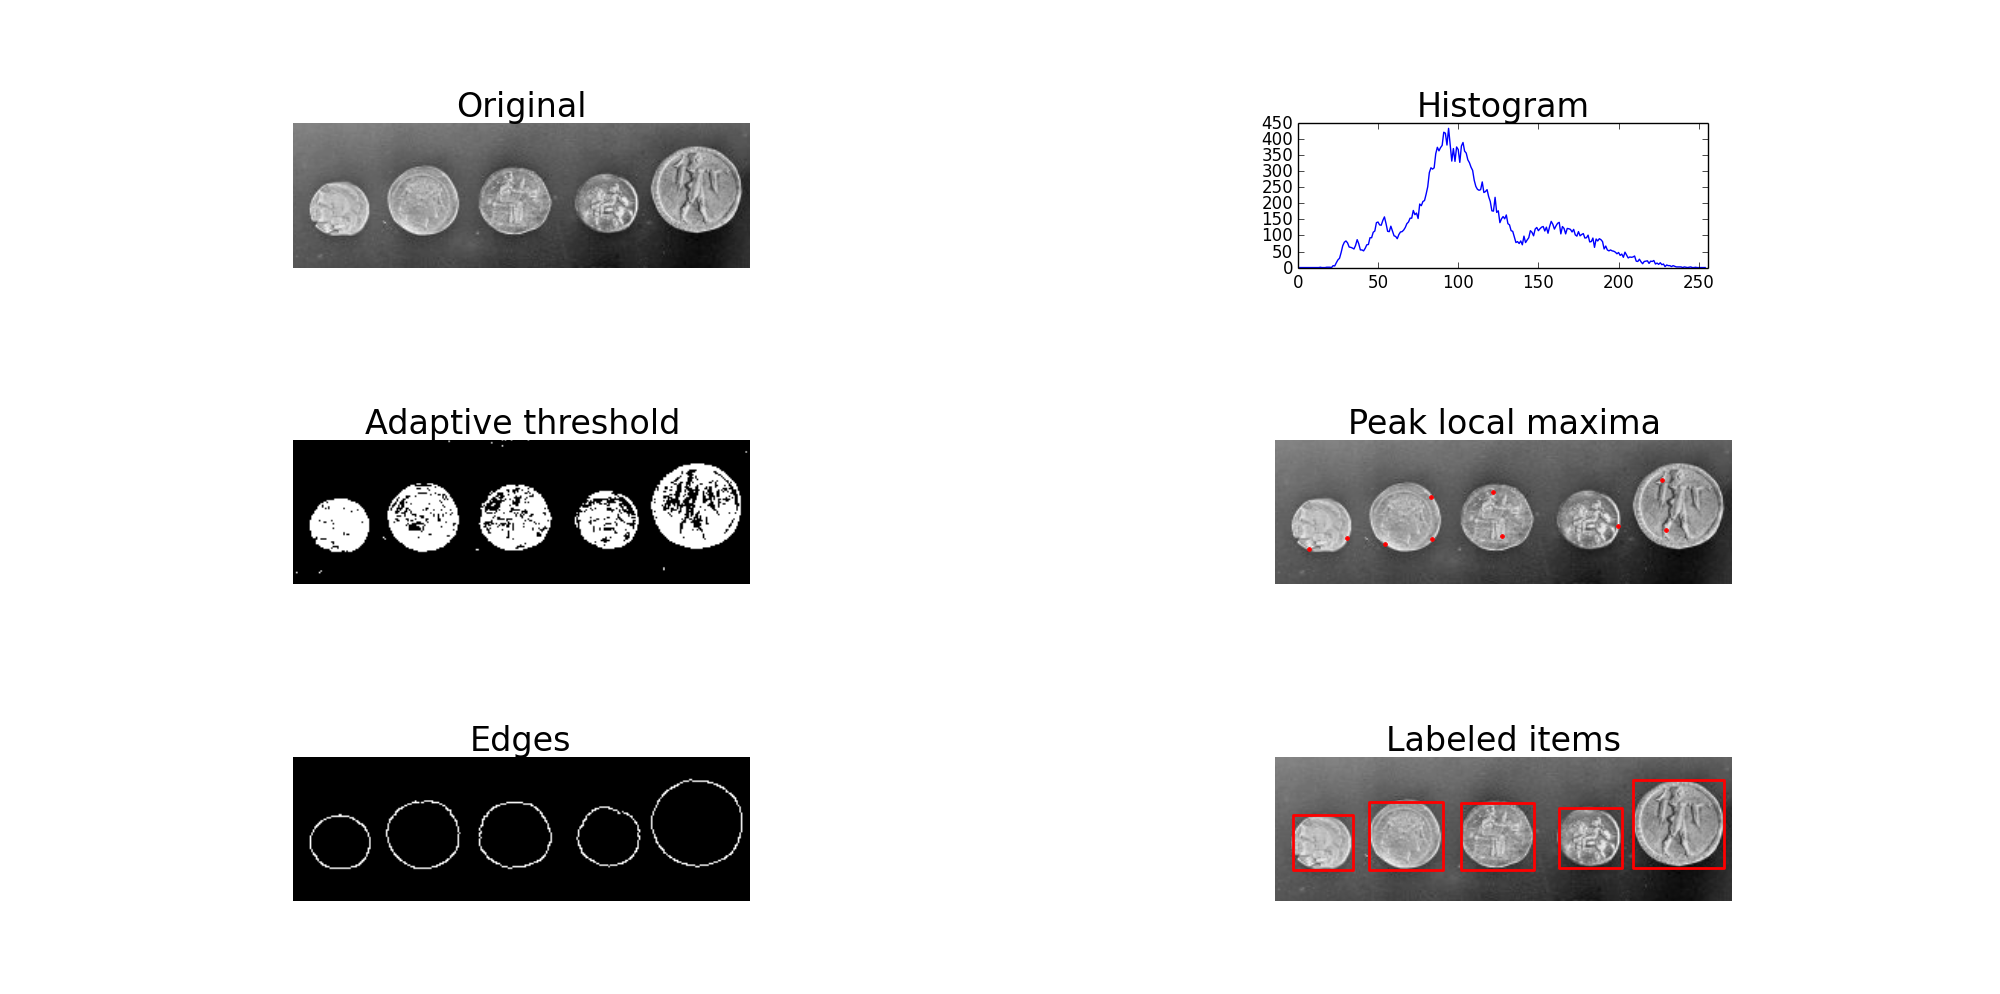 Original
Histogram
450
400
350
300
250
200
150
100
50
0
0 50 100 150 200 250
Adaptive threshold
Peak local maxima
Edges
Labeled items